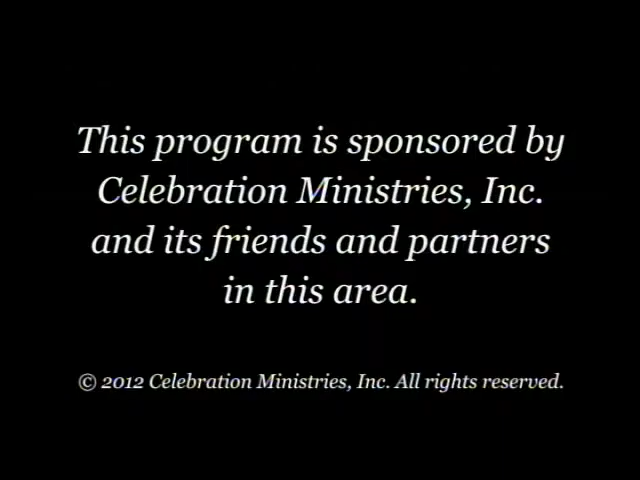 This program is sponsored by
Celebration Ministries, Inc.
and its friends and partners
in this area.
© 2012 Celebration Ministries, Inc. All rights reserved.